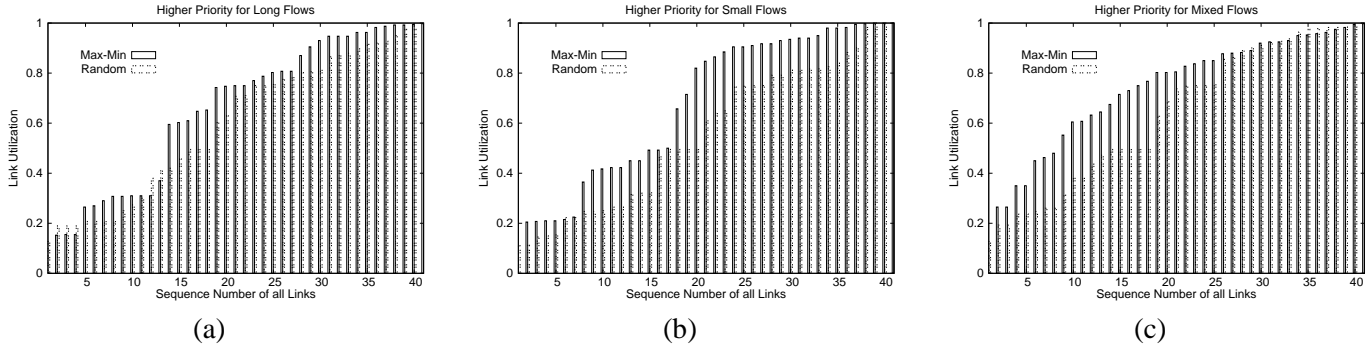 Higher Priority for Long Flows
1
0.8
0.6
0.4
0.2
0
Link Utilization
Max-Min
Random
5 10 15 20 25 30 35 40
Sequence Number of all Links
(a)
Higher Priority for Small Flows
1
0.8
0.6
0.4
0.2
0
Link Utilization
Max-Min
Random
5 10 15 20 25 30 35 40
Sequence Number of all Links
(b)
Higher Priority for Mixed Flows
1
0.8
0.6
0.4
0.2
0
Link Utilization
Max-Min
Random
5 10 15 20 25 30 35 40
Sequence Number of all Links
(c)